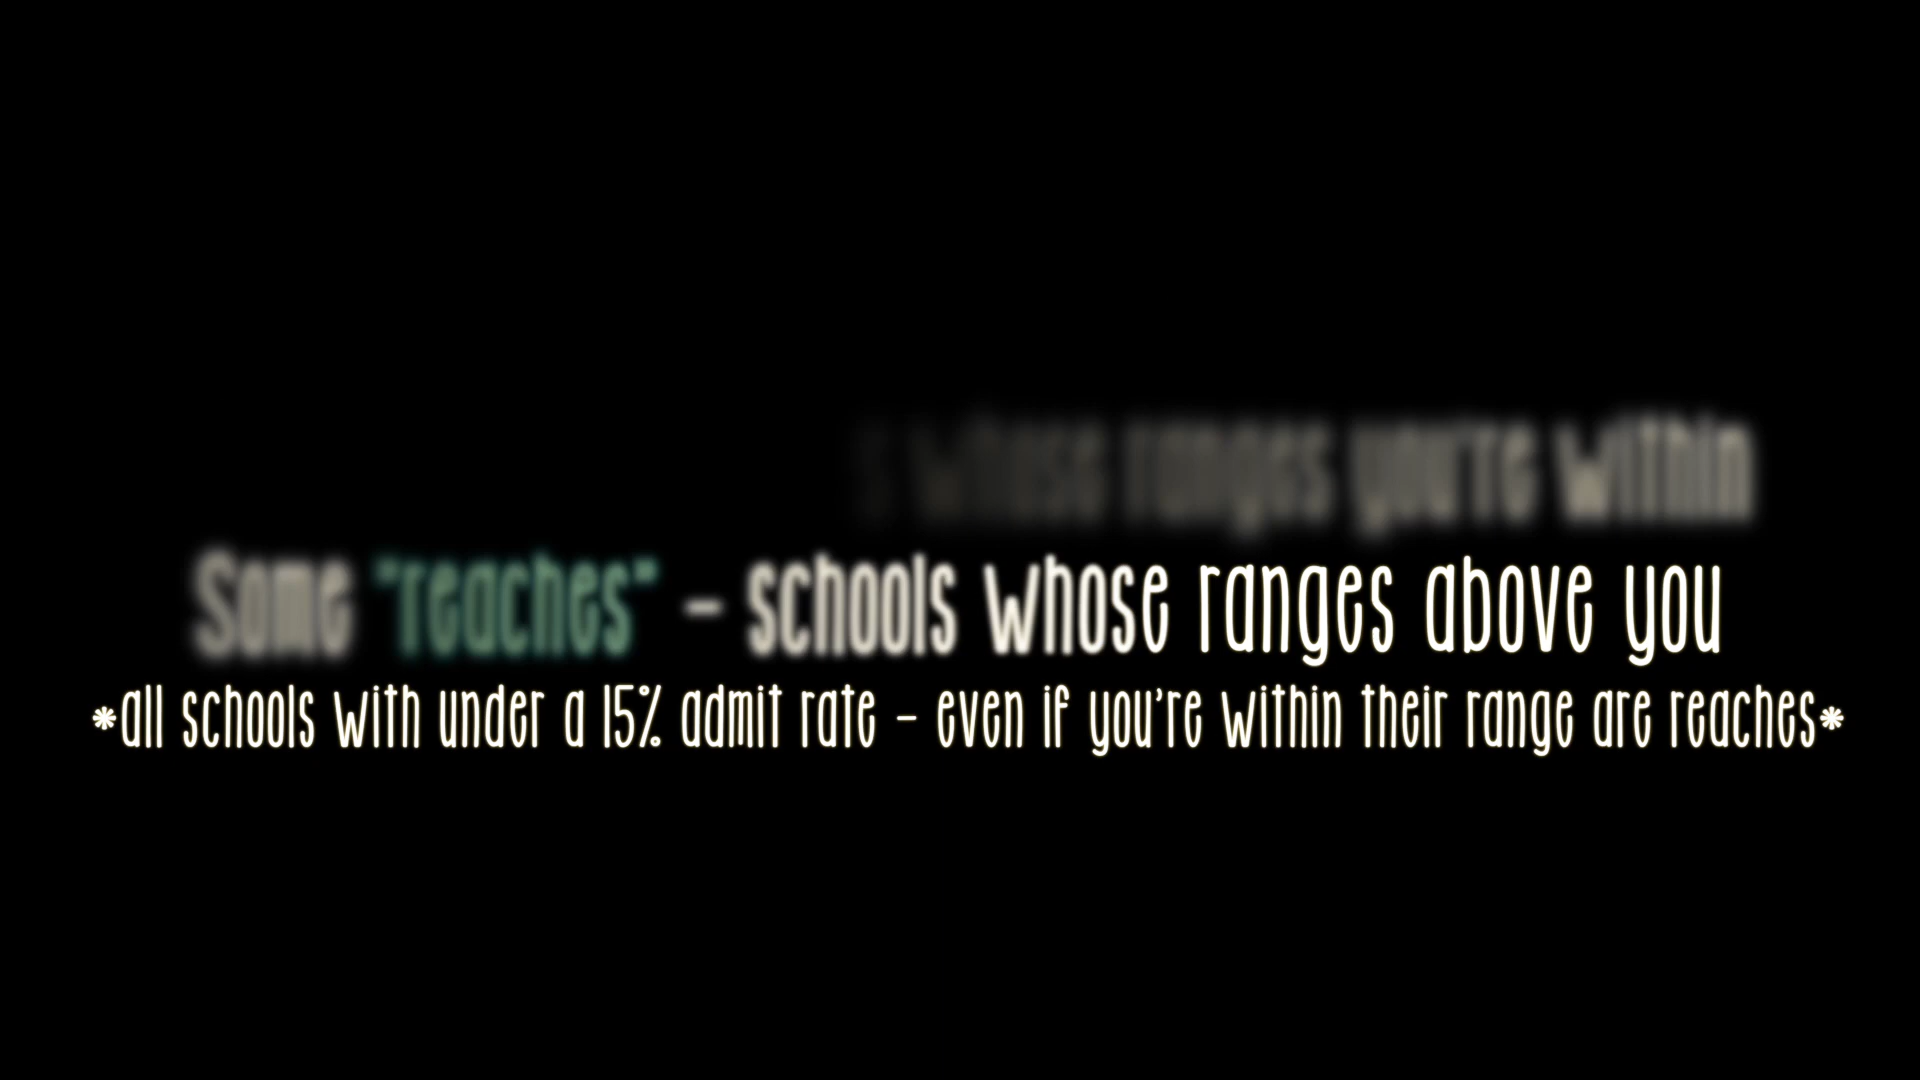 s whose ranges you're within
Some "reaches" – schools whose ranges above you
*all schools with under a 15% admit rate – even if you're within their range are reaches*